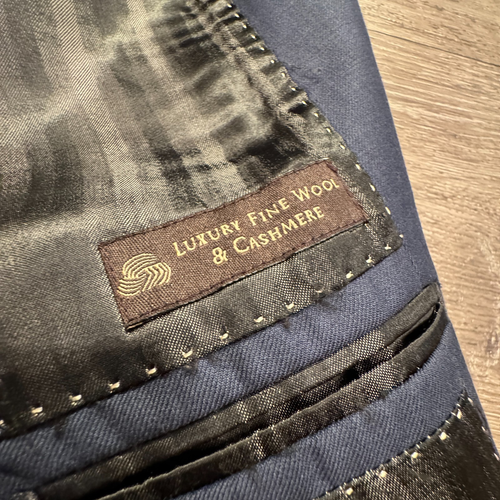 LUXURY FINE WOOL
& CASHMERE